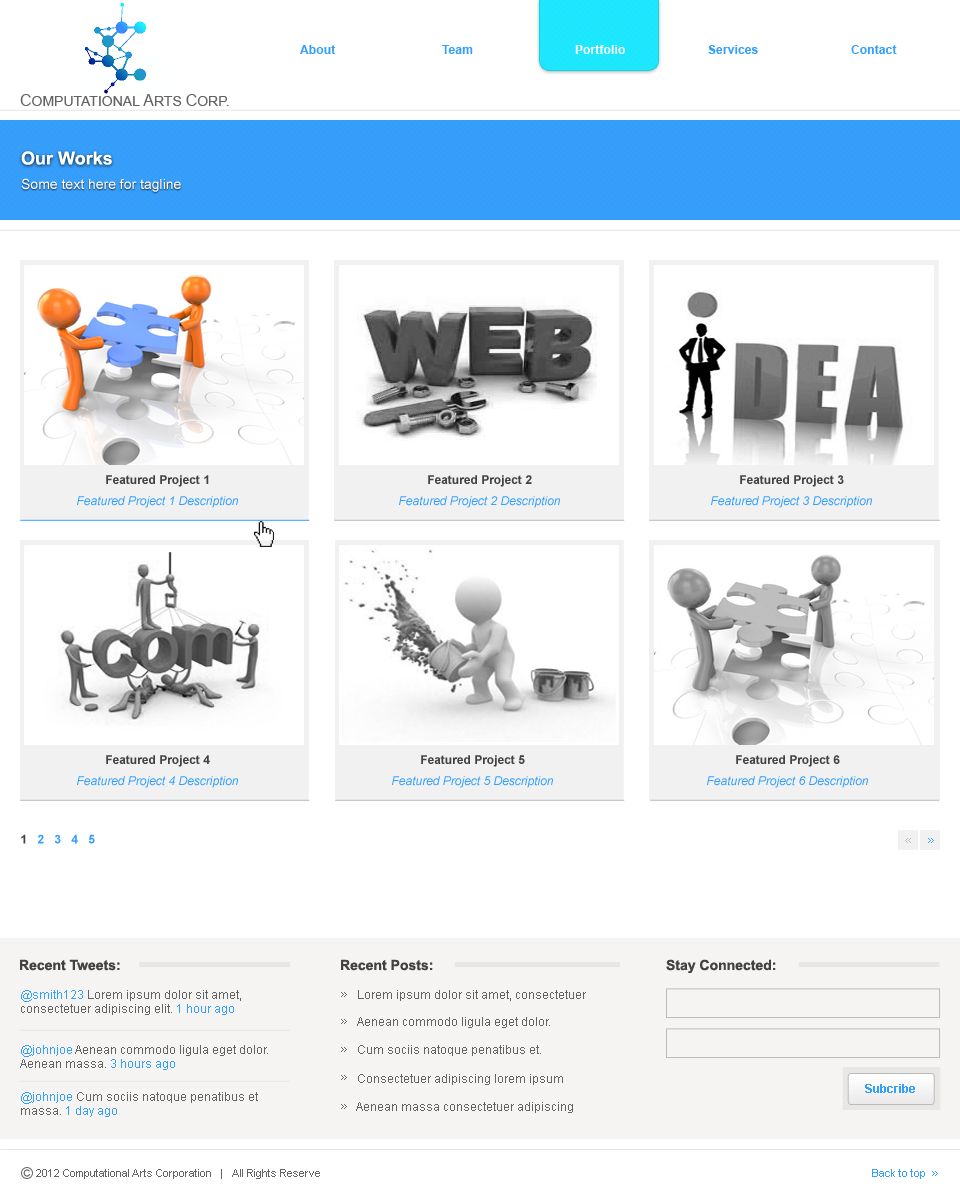 COMPUTATIONAL ARTS CORP.
About
Team
Portfolio
Services
Contact
Our Works
Some text here for tagline
WEB
DEA
Featured Project 1
Featured Project 1 Description
Featured Project 2
Featured Project 2 Description
Featured Project 3
Featured Project 3 Description
com
Featured Project 4
Featured Project 4 Description
Featured Project 5
Featured Project 5 Description
Featured Project 6
Featured Project 6 Description
1 2 3 4 5
« »
Recent Tweets:
@smith123 Lorem ipsum dolor sit amet,
consectetuer adipiscing elit. 1 hour ago
@johnjoe Aenean commodo ligula eget dolor.
Aenean massa. 3 hours ago
@johnjoe Cum sociis natoque penatibus et
massa. 1 day ago
Recent Posts:
» Lorem ipsum dolor sit amet, consectetuer
» Aenean commodo ligula eget dolor.
» Cum sociis natoque penatibus et.
» Consectetuer adipiscing lorem ipsum
» Aenean massa consectetuer adipiscing
Stay Connected:
Subcribe
© 2012 Computational Arts Corporation | All Rights Reserve
Back to top »